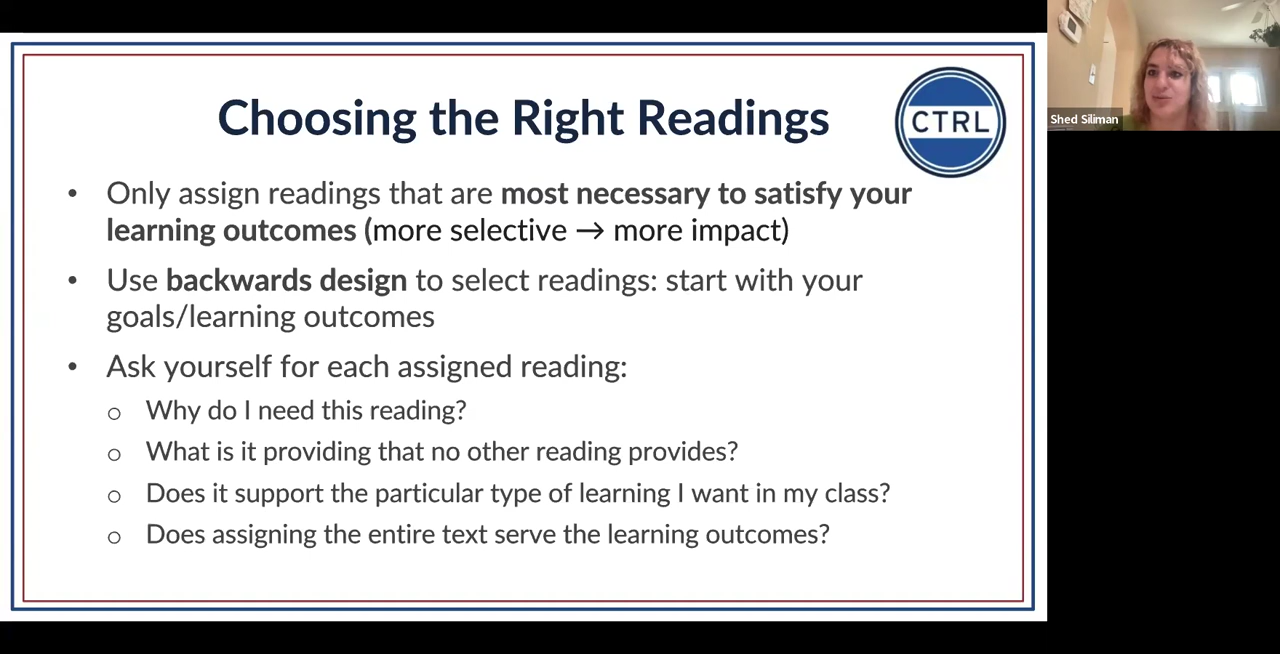 Choosing the Right Readings
CTRL
• Only assign readings that are most necessary to satisfy your
learning outcomes (more selective → more impact)
• Use backwards design to select readings: start with your
goals/learning outcomes
• Ask yourself for each assigned reading:
o Why do I need this reading?
o What is it providing that no other reading provides?
o Does it support the particular type of learning I want in my class?
o Does assigning the entire text serve the learning outcomes?
Shed Siliman